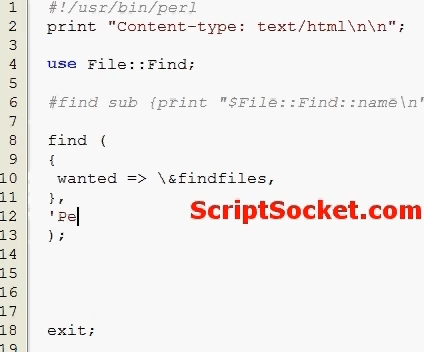 1 #!/usr/bin/perl
2 print "Content-type: text/html\n\n";
3
4 use File::Find;
5
6 #find sub {print "$File::Find::name\n"
7
8 find (
9 {
10 wanted => \&findfiles,
11 },
12 'Pe
13 );
14
15
16
17
18 exit;
19
ScriptSocket.com